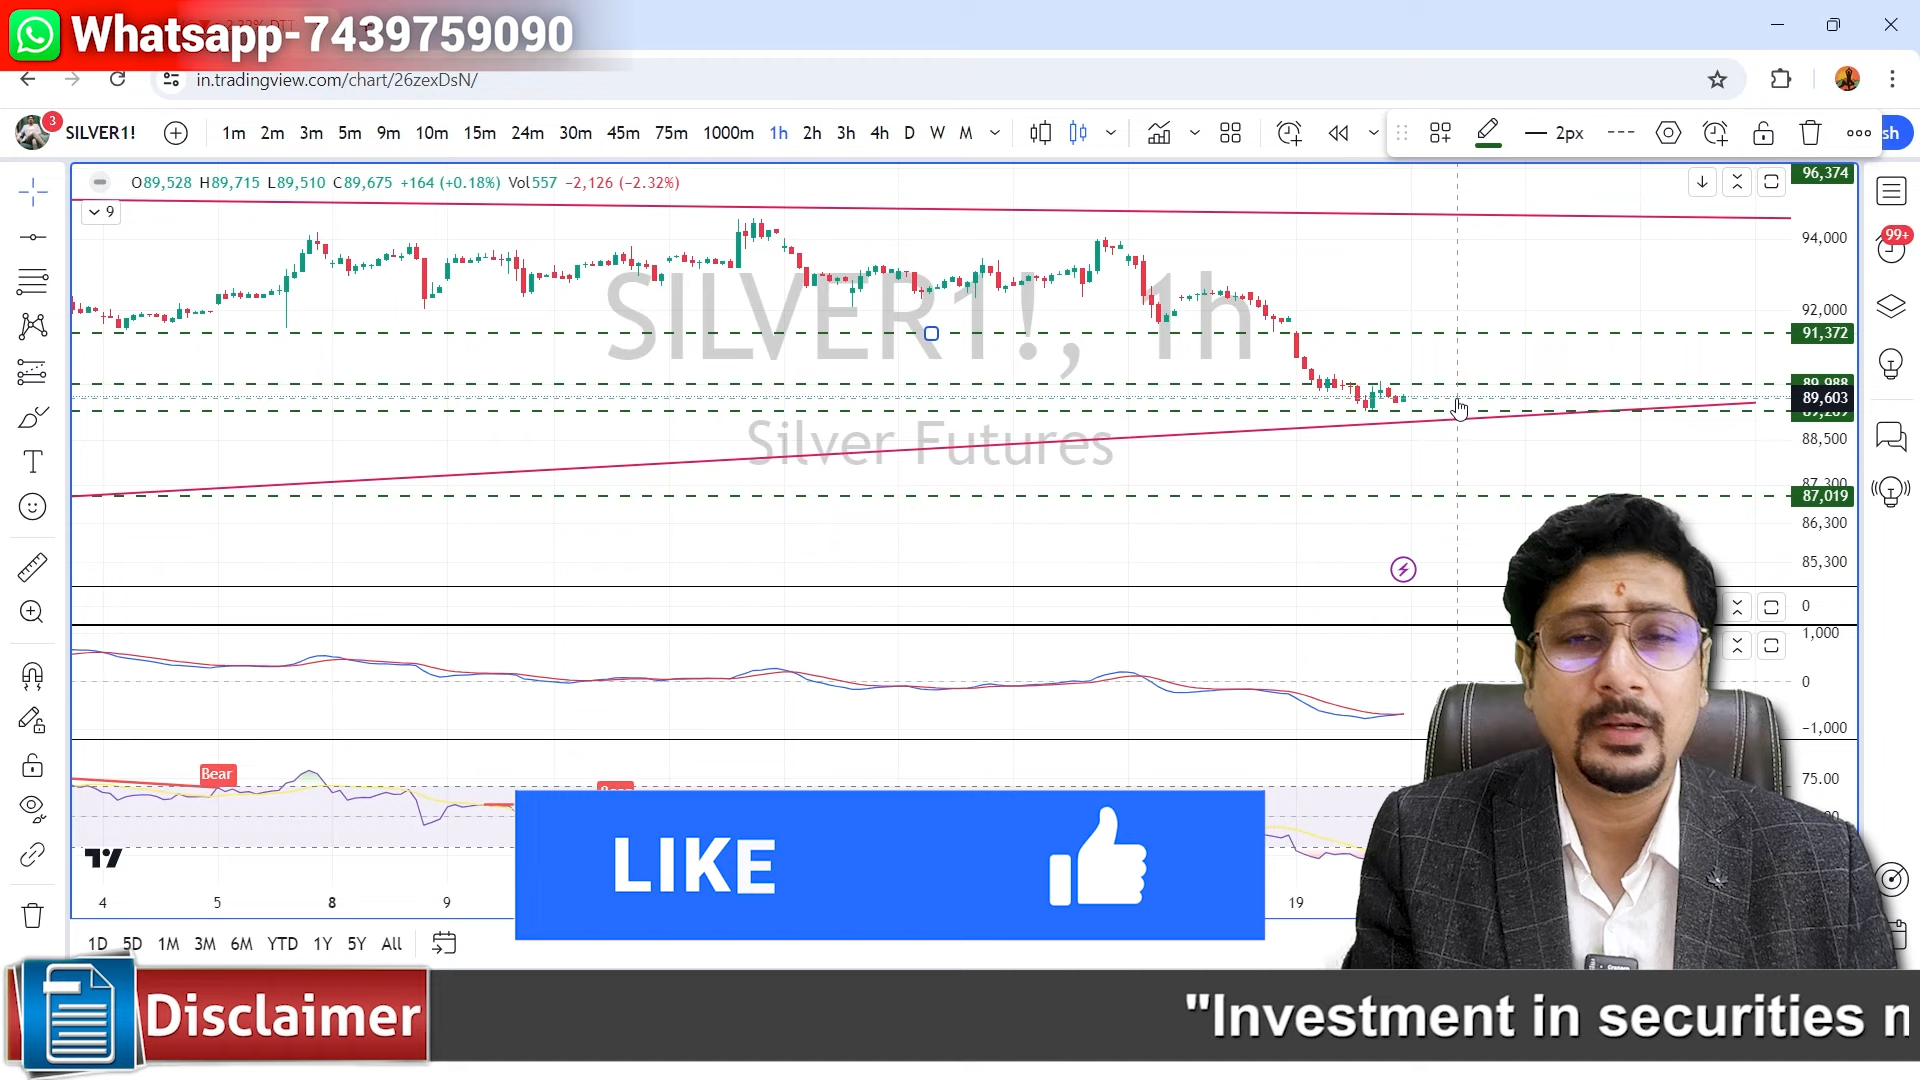 Whatsapp-7439759090
in.tradingview.com/chart/26zexDsN/
3
SILVER1!
1m 2m 3m 5m 9m 10m 15m 24m 30m 45m 75m 1000m 1h 2h 3h 4h D W M
2px
sh
O89,528 H89,715 L89,510 C89,675 +164 (+0.18%) Vol557 −2,126 (−2.32%)
9
96,374
99+
94,000
92,000
91,372
89,988
89,603
88,500
87,019
86,300
85,300
SILVER1!, 1h
Silver Futures
0
1,000
0
−1,000
75.00
Bear
LIKE
4 5 8 9 19
1D 5D 1M 3M 6M YTD 1Y 5Y All
Disclaimer
"Investment in securities